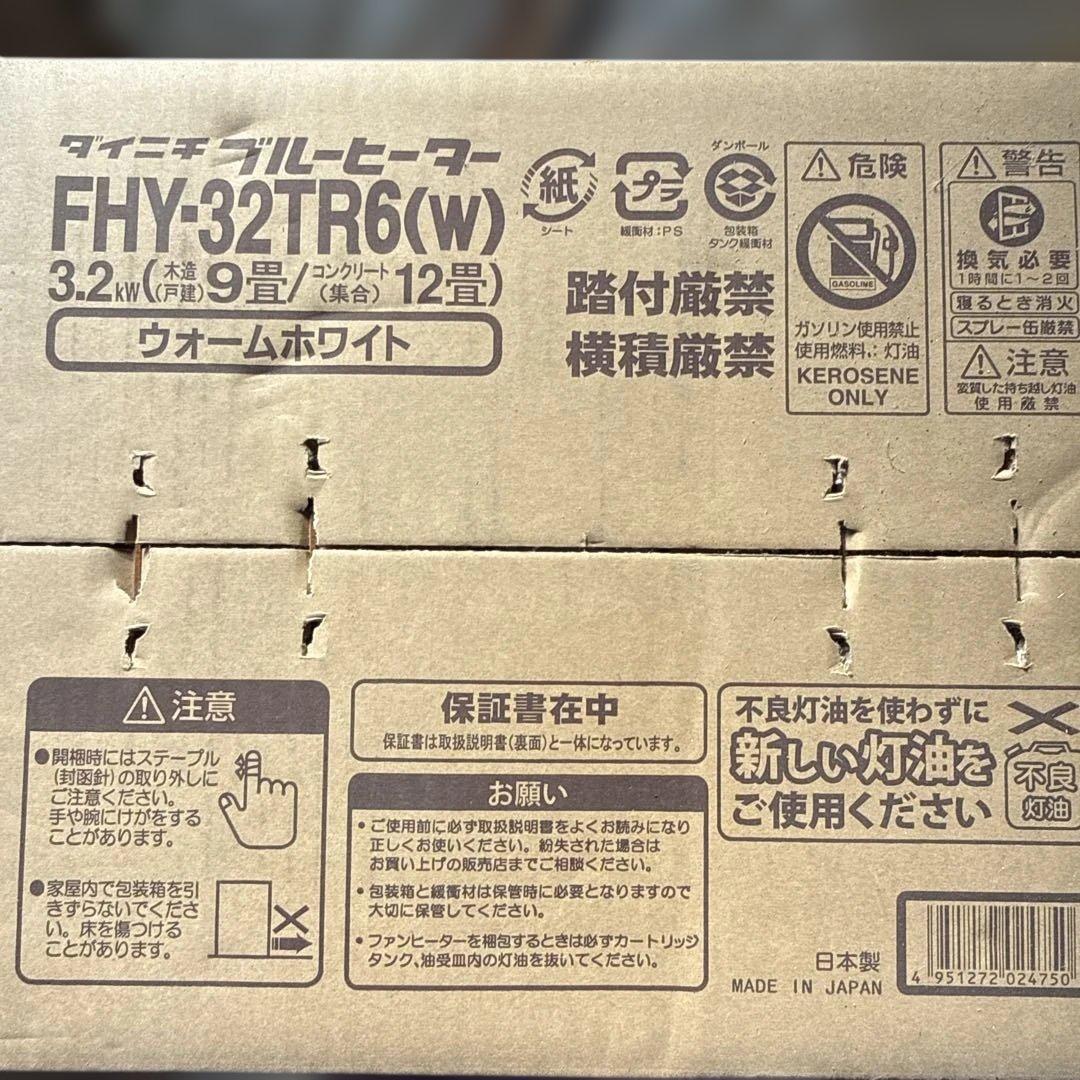 ダイニチ ブルーヒーター
FHY-32TR6(W)
3.2kW(木造(戸建)9畳/コンクリート(集合)12畳)
ウォームホワイト
紙
シート
プラ
緩衝材:PS
ダンボール
包装箱
タンク緩衝材
踏付厳禁
横積厳禁
危険
GASOLINE
ガソリン使用禁止
使用燃料:灯油
KEROSENE
ONLY
警告
換気必要
1時間に1～2回
寝るとき消火
スプレー缶厳禁
注意
変質した持ち越し灯油
使用厳禁
注意
●開梱時にはステープル
(封函針)の取り外しに
ご注意ください。
手や腕にけがをする
ことがあります。
●家屋内で包装箱を引
きずらないでくださ
い。床を傷つける
ことがあります。
保証書在中
保証書は取扱説明書(裏面)と一体になっています。
お願い
・ご使用前に必ず取扱説明書をよくお読みになり
正しくお使いください。紛失された場合は
お買い上げの販売店までご相談ください。
・包装箱と緩衝材は保管時に必要となりますので
大切に保管してください。
・ファンヒーターを梱包するときは必ずカートリッジ
タンク、油受皿内の灯油を抜いてください。
不良灯油を使わずに
新しい灯油を
ご使用ください
不良
灯油
日本製
MADE IN JAPAN
4 951272 024750